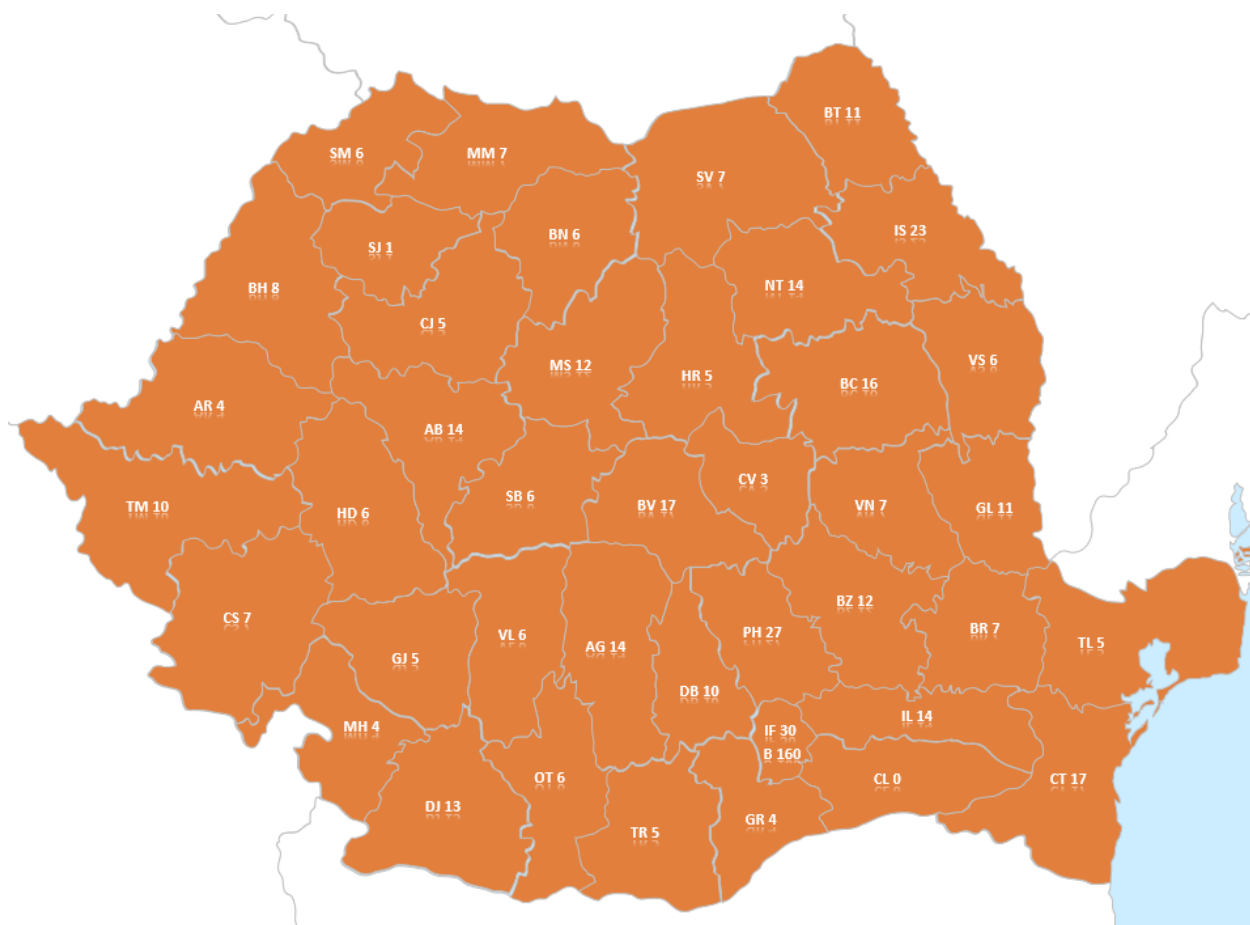 BT 11
SM 6
MM 7
SV 7
IS 23
BN 6
SJ 1
NT 14
BH 8
CJ 5
VS 6
MS 12
HR 5
BC 16
AR 4
AB 14
CV 3
SB 6
BV 17
VN 7
GL 11
TM 10
HD 6
BZ 12
CS 7
VL 6
PH 27
BR 7
AG 14
TL 5
GJ 5
DB 10
IL 14
MH 4
IF 30
B 160
OT 6
CL 0
CT 17
DJ 13
GR 4
TR 5